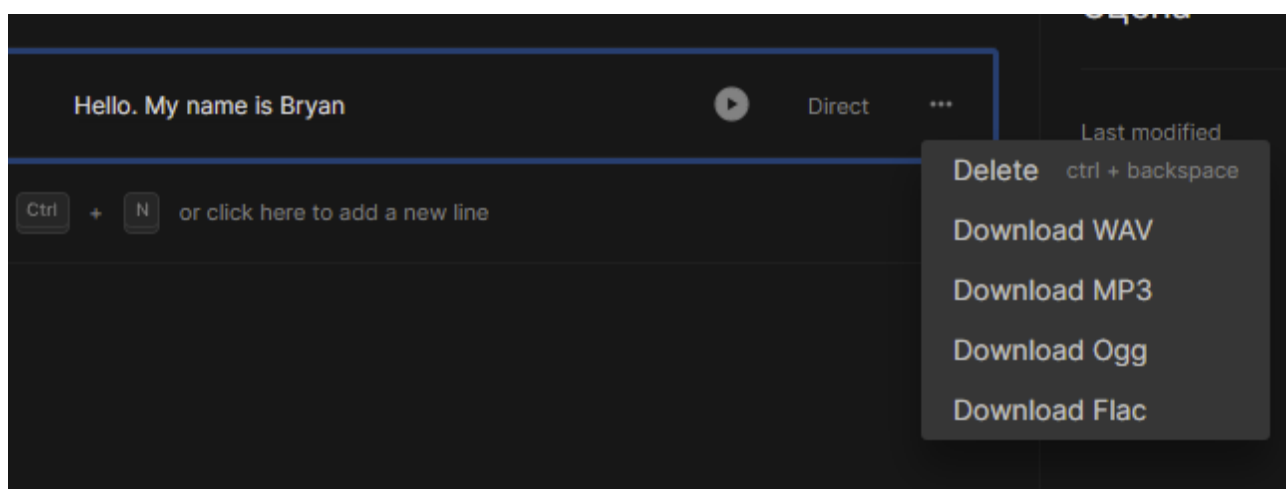 Hello. My name is Bryan
Direct
Last modified
Delete ctrl + backspace
Ctrl + N or click here to add a new line
Download WAV
Download MP3
Download Ogg
Download Flac